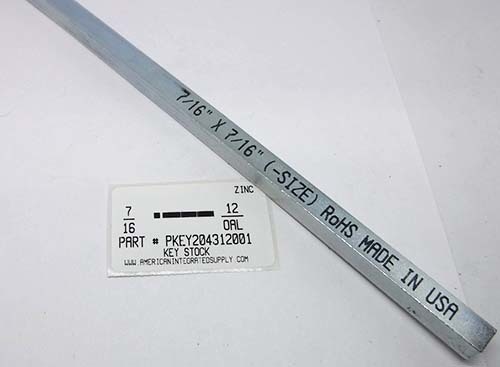 7/16" X 7/16" (-SIZE) RoHS MADE IN USA
ZINC
7 12
16 OAL
PART # PKEY204312001
KEY STOCK
WWW.AMERICANINTEGRATEDSUPPLY.COM